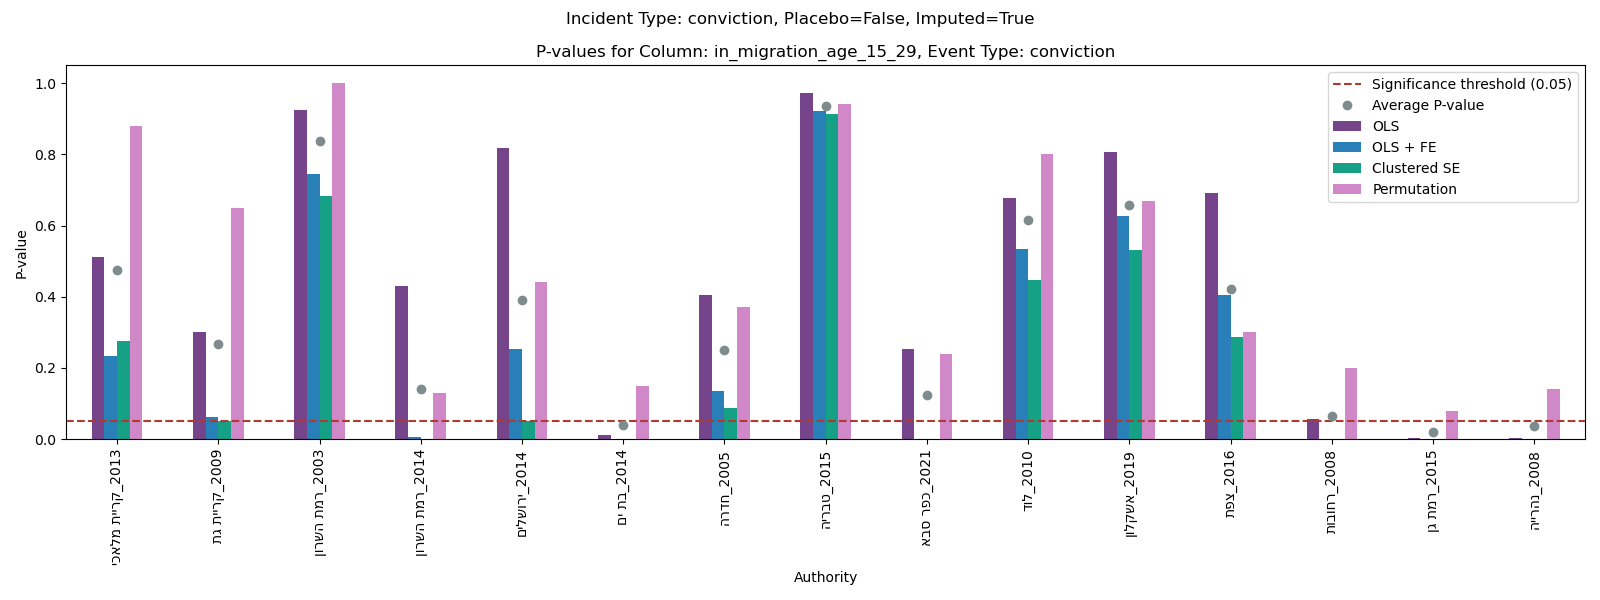 Incident Type: conviction, Placebo=False, Imputed=True
P-values for Column: in_migration_age_15_29, Event Type: conviction
Significance threshold (0.05)
Average P-value
OLS
OLS + FE
Clustered SE
Permutation
P-value
1.0
0.8
0.6
0.4
0.2
0.0
קריית מלאכי_2013
קריית גת_2009
רמת השרון_2003
רמת השרון_2014
ירושלים_2014
בת ים_2014
חדרה_2005
טבריה_2015
כפר סבא_2021
לוד_2010
אשקלון_2019
צפת_2016
רחובות_2008
רמת גן_2015
נהרייה_2008
Authority